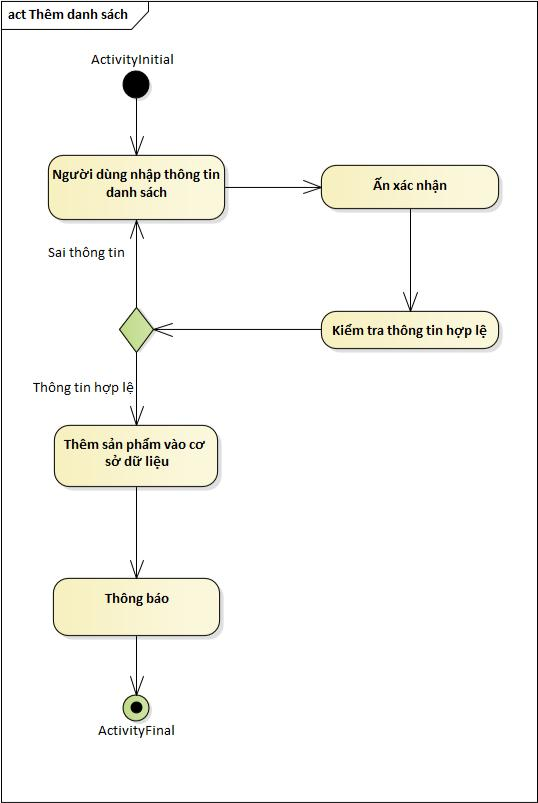 act Thêm danh sách
ActivityInitial
Người dùng nhập thông tin
danh sách
Ấn xác nhận
Sai thông tin
Kiểm tra thông tin hợp lệ
Thông tin hợp lệ
Thêm sản phẩm vào cơ
sở dữ liệu
Thông báo
ActivityFinal